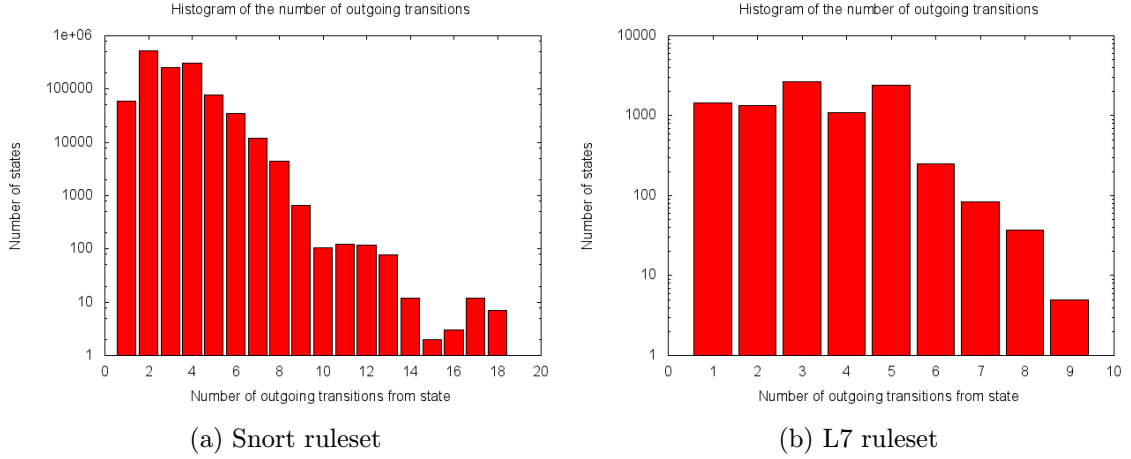 Histogram of the number of outgoing transitions
1e+06
100000
10000
1000
100
10
1
Number of states
0 2 4 6 8 10 12 14 16 18 20
Number of outgoing transitions from state
(a) Snort ruleset
Histogram of the number of outgoing transitions
10000
1000
100
10
1
Number of states
0 1 2 3 4 5 6 7 8 9 10
Number of outgoing transitions from state
(b) L7 ruleset